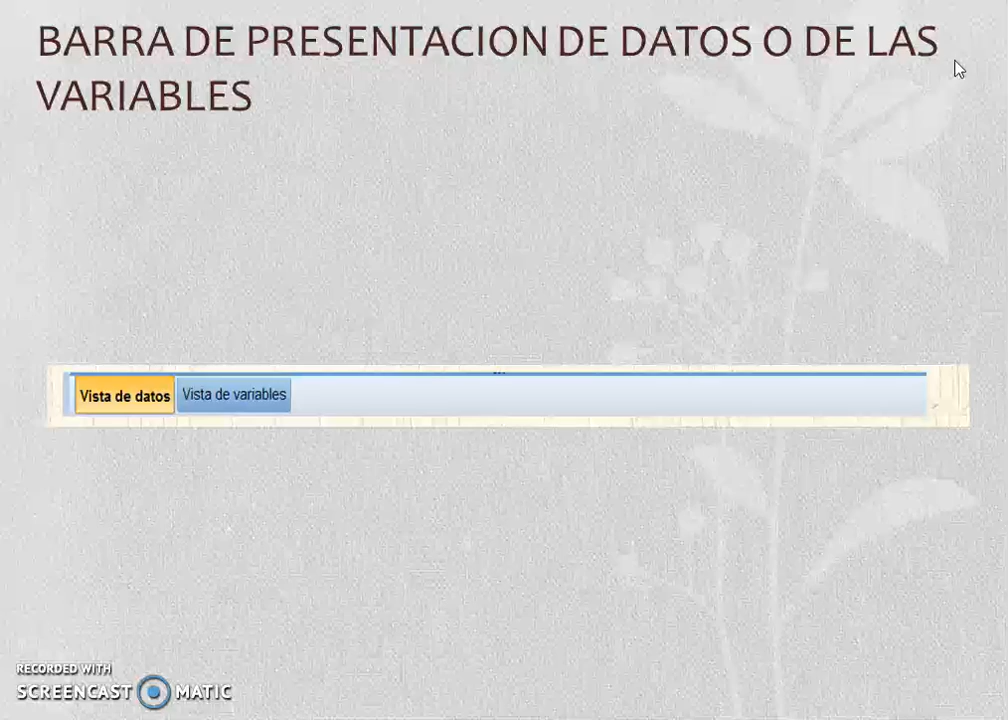 BARRA DE PRESENTACION DE DATOS O DE LAS
VARIABLES
Vista de datos Vista de variables
RECORDED WITH
SCREENCAST MATIC